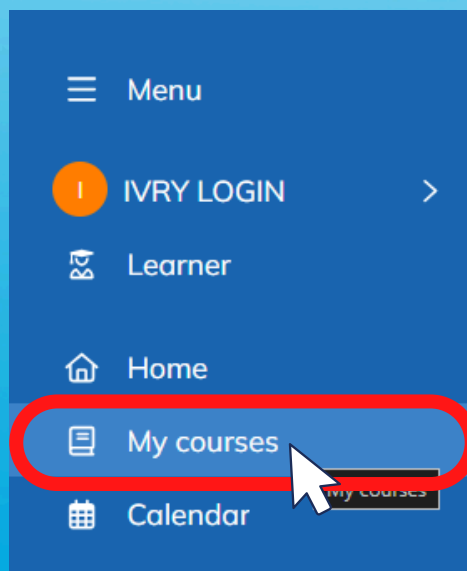 Menu
I
IVRY LOGIN
Learner
Home
My courses
My courses
Calendar